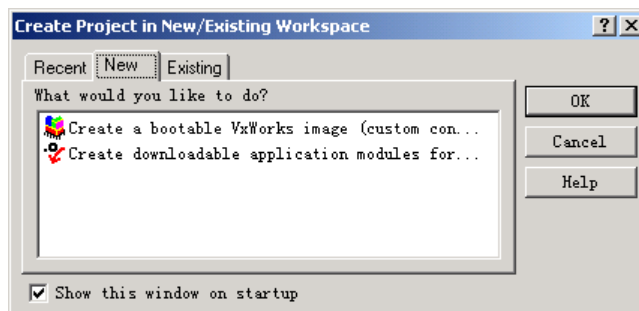 Create Project in New/Existing Workspace
Recent New Existing
What would you like to do?
Create a bootable VxWorks image (custom con...
Create downloadable application modules for...
OK
Cancel
Help
Show this window on startup